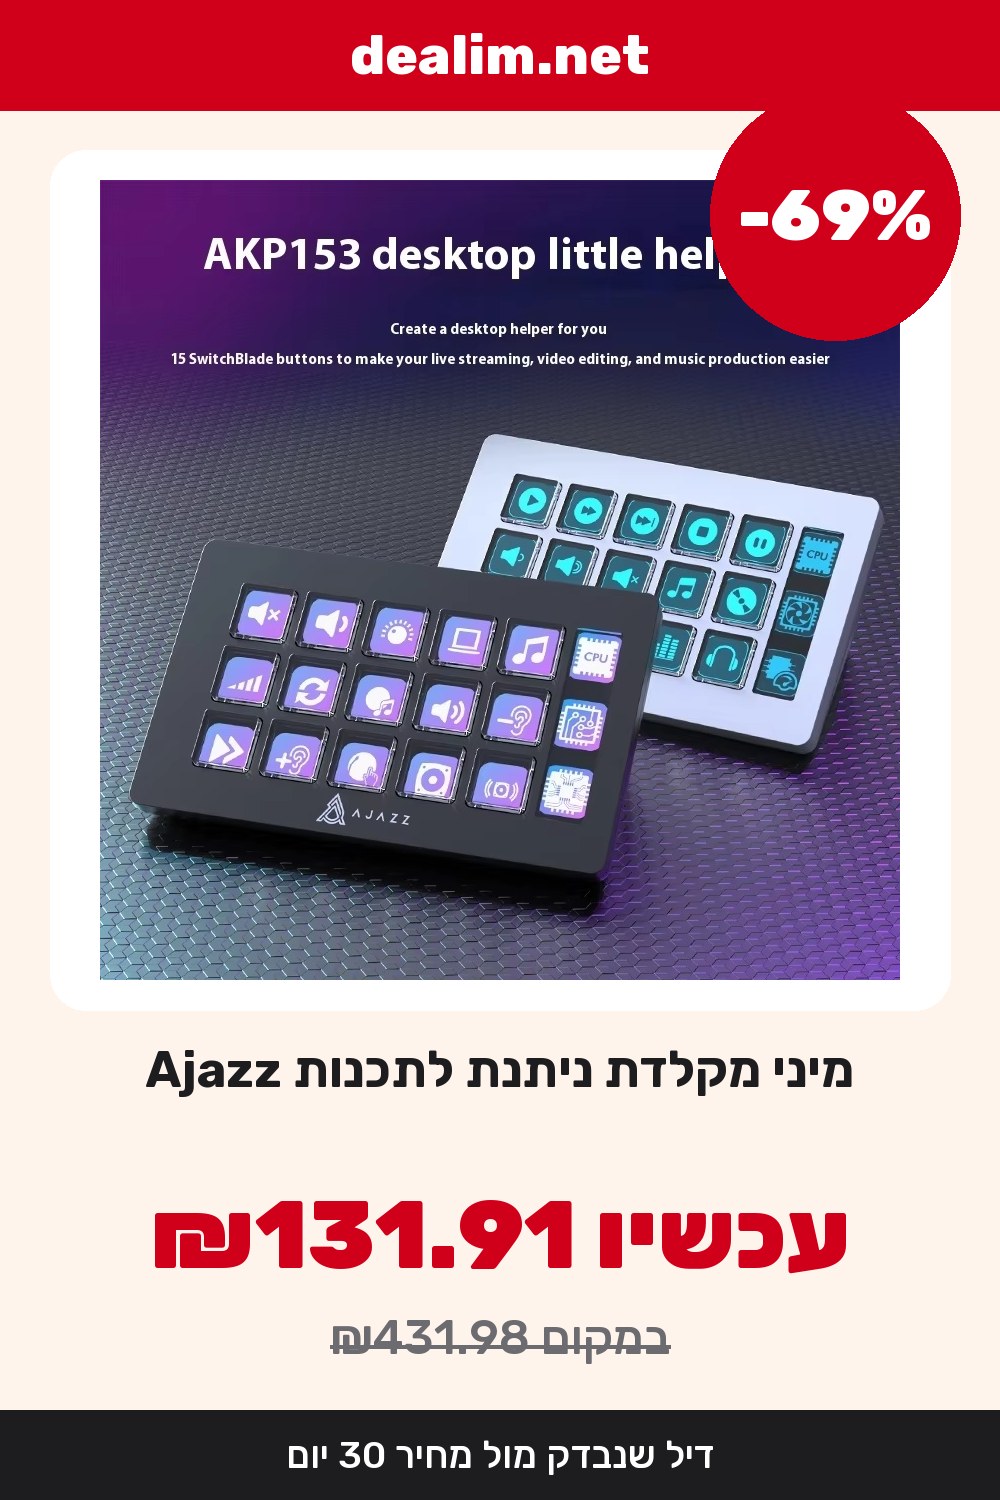 dealim.net
-69%
AKP153 desktop little
Create a desktop helper for you
15 SwitchBlade buttons to make your live streaming, video editing, and music production easier
CPU
CPU
AJAZZ
מיני מקלדת ניתנת לתכנות Ajazz
עכשיו ₪131.91
במקום ₪431.98
דיל שנבדק מול מחיר 30 יום